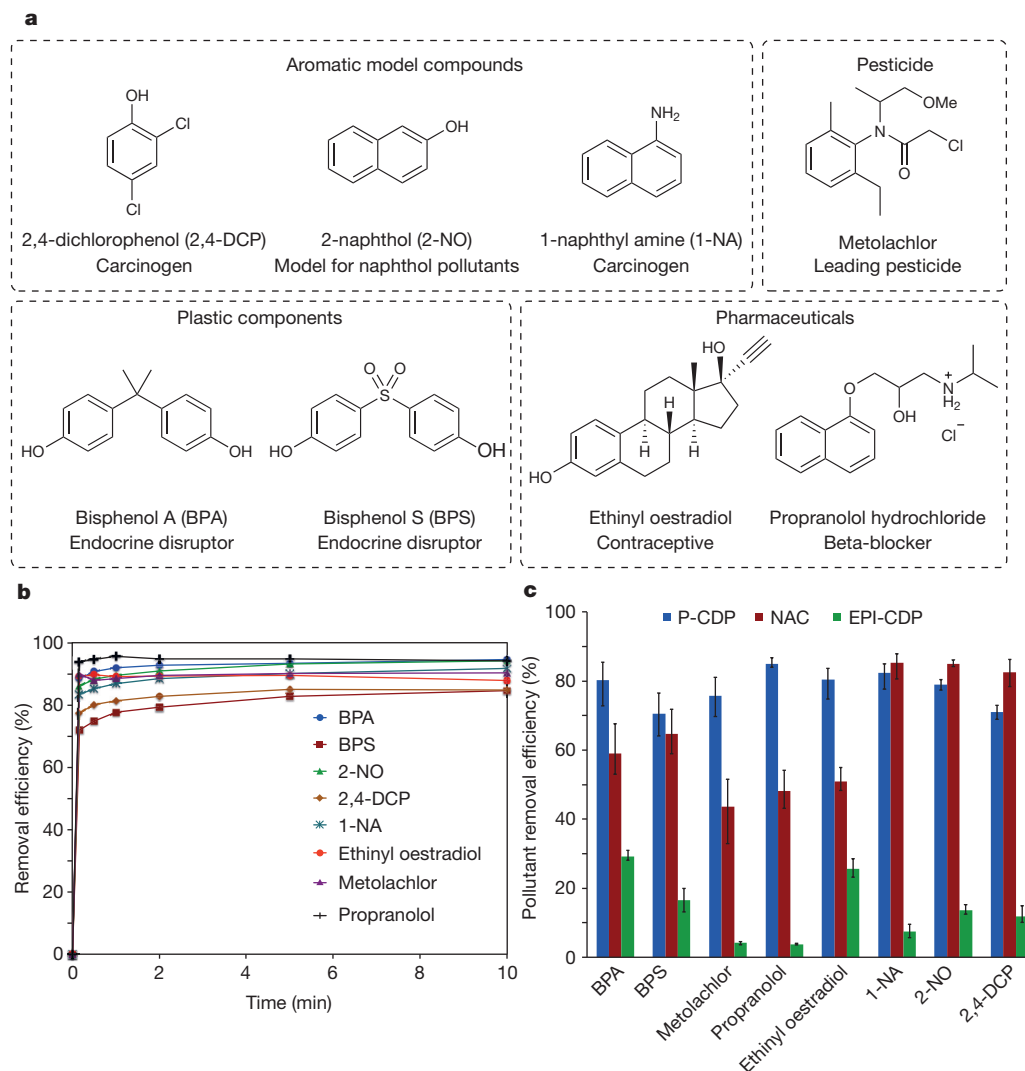 a
Aromatic model compounds
OH
Cl
Cl
2,4-dichlorophenol (2,4-DCP)
Carcinogen
OH
2-naphthol (2-NO)
Model for naphthol pollutants
NH2
1-naphthyl amine (1-NA)
Carcinogen
Pesticide
OMe
N
Cl
O
Metolachlor
Leading pesticide
Plastic components
HO
OH
Bisphenol A (BPA)
Endocrine disruptor
O O
S
HO
OH
Bisphenol S (BPS)
Endocrine disruptor
Pharmaceuticals
HO
H
H
H
HO
Ethinyl oestradiol
Contraceptive
O
OH
+
N
H2
Cl−
Propranolol hydrochloride
Beta-blocker
b
Removal efficiency (%)
100
80
60
40
20
0
BPA
BPS
2-NO
2,4-DCP
1-NA
Ethinyl oestradiol
Metolachlor
Propranolol
0 2 4 6 8 10
Time (min)
c
Pollutant removal efficiency (%)
100
80
60
40
20
0
P-CDP NAC EPI-CDP
BPA
BPS
Metolachlor
Propranolol
Ethinyl oestradiol
1-NA
2-NO
2,4-DCP